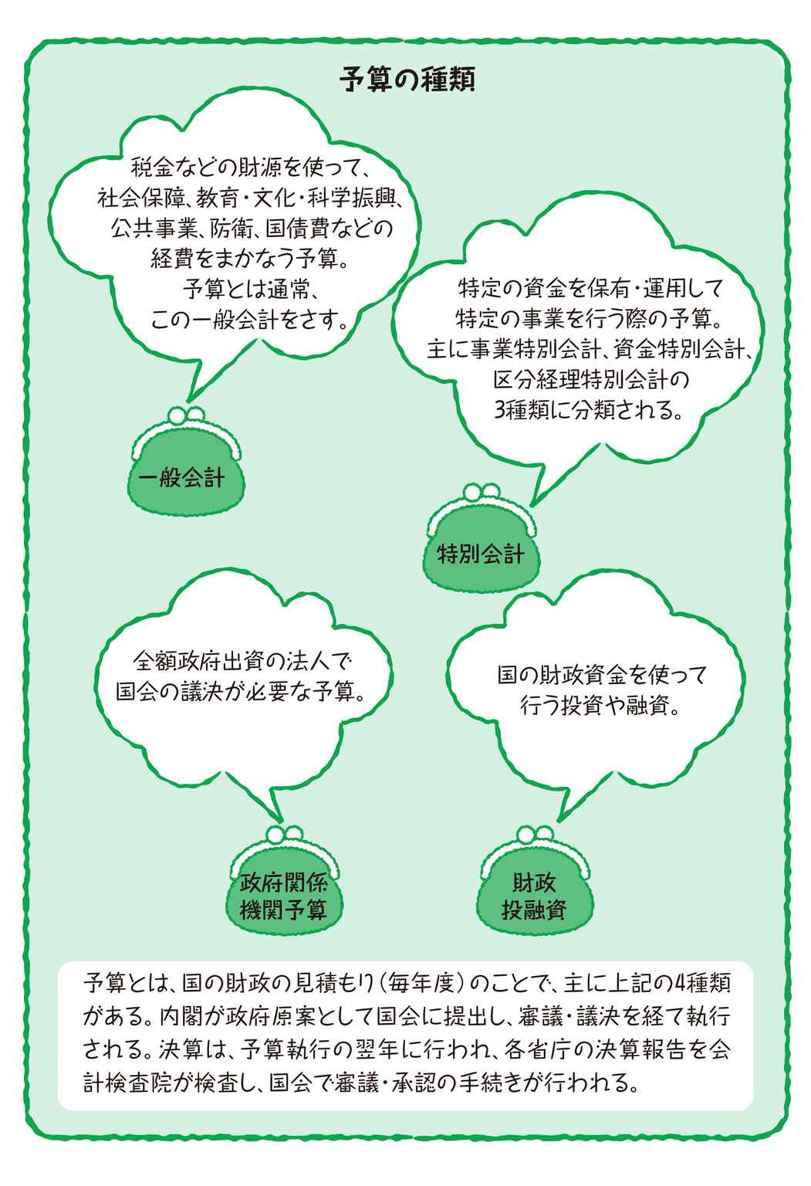 予算の種類
税金などの財源を使って、
社会保障、教育・文化・科学振興、
公共事業、防衛、国債費などの
経費をまかなう予算。
予算とは通常、
この一般会計をさす。
一般会計
特定の資金を保有・運用して
特定の事業を行う際の予算。
主に事業特別会計、資金特別会計、
区分経理特別会計の
3種類に分類される。
特別会計
全額政府出資の法人で
国会の議決が必要な予算。
政府関係
機関予算
国の財政資金を使って
行う投資や融資。
財政
投融資
予算とは、国の財政の見積もり（毎年度）のことで、主に上記の4種類
がある。内閣が政府原案として国会に提出し、審議・議決を経て執行
される。決算は、予算執行の翌年に行われ、各省庁の決算報告を会
計検査院が検査し、国会で審議・承認の手続きが行われる。